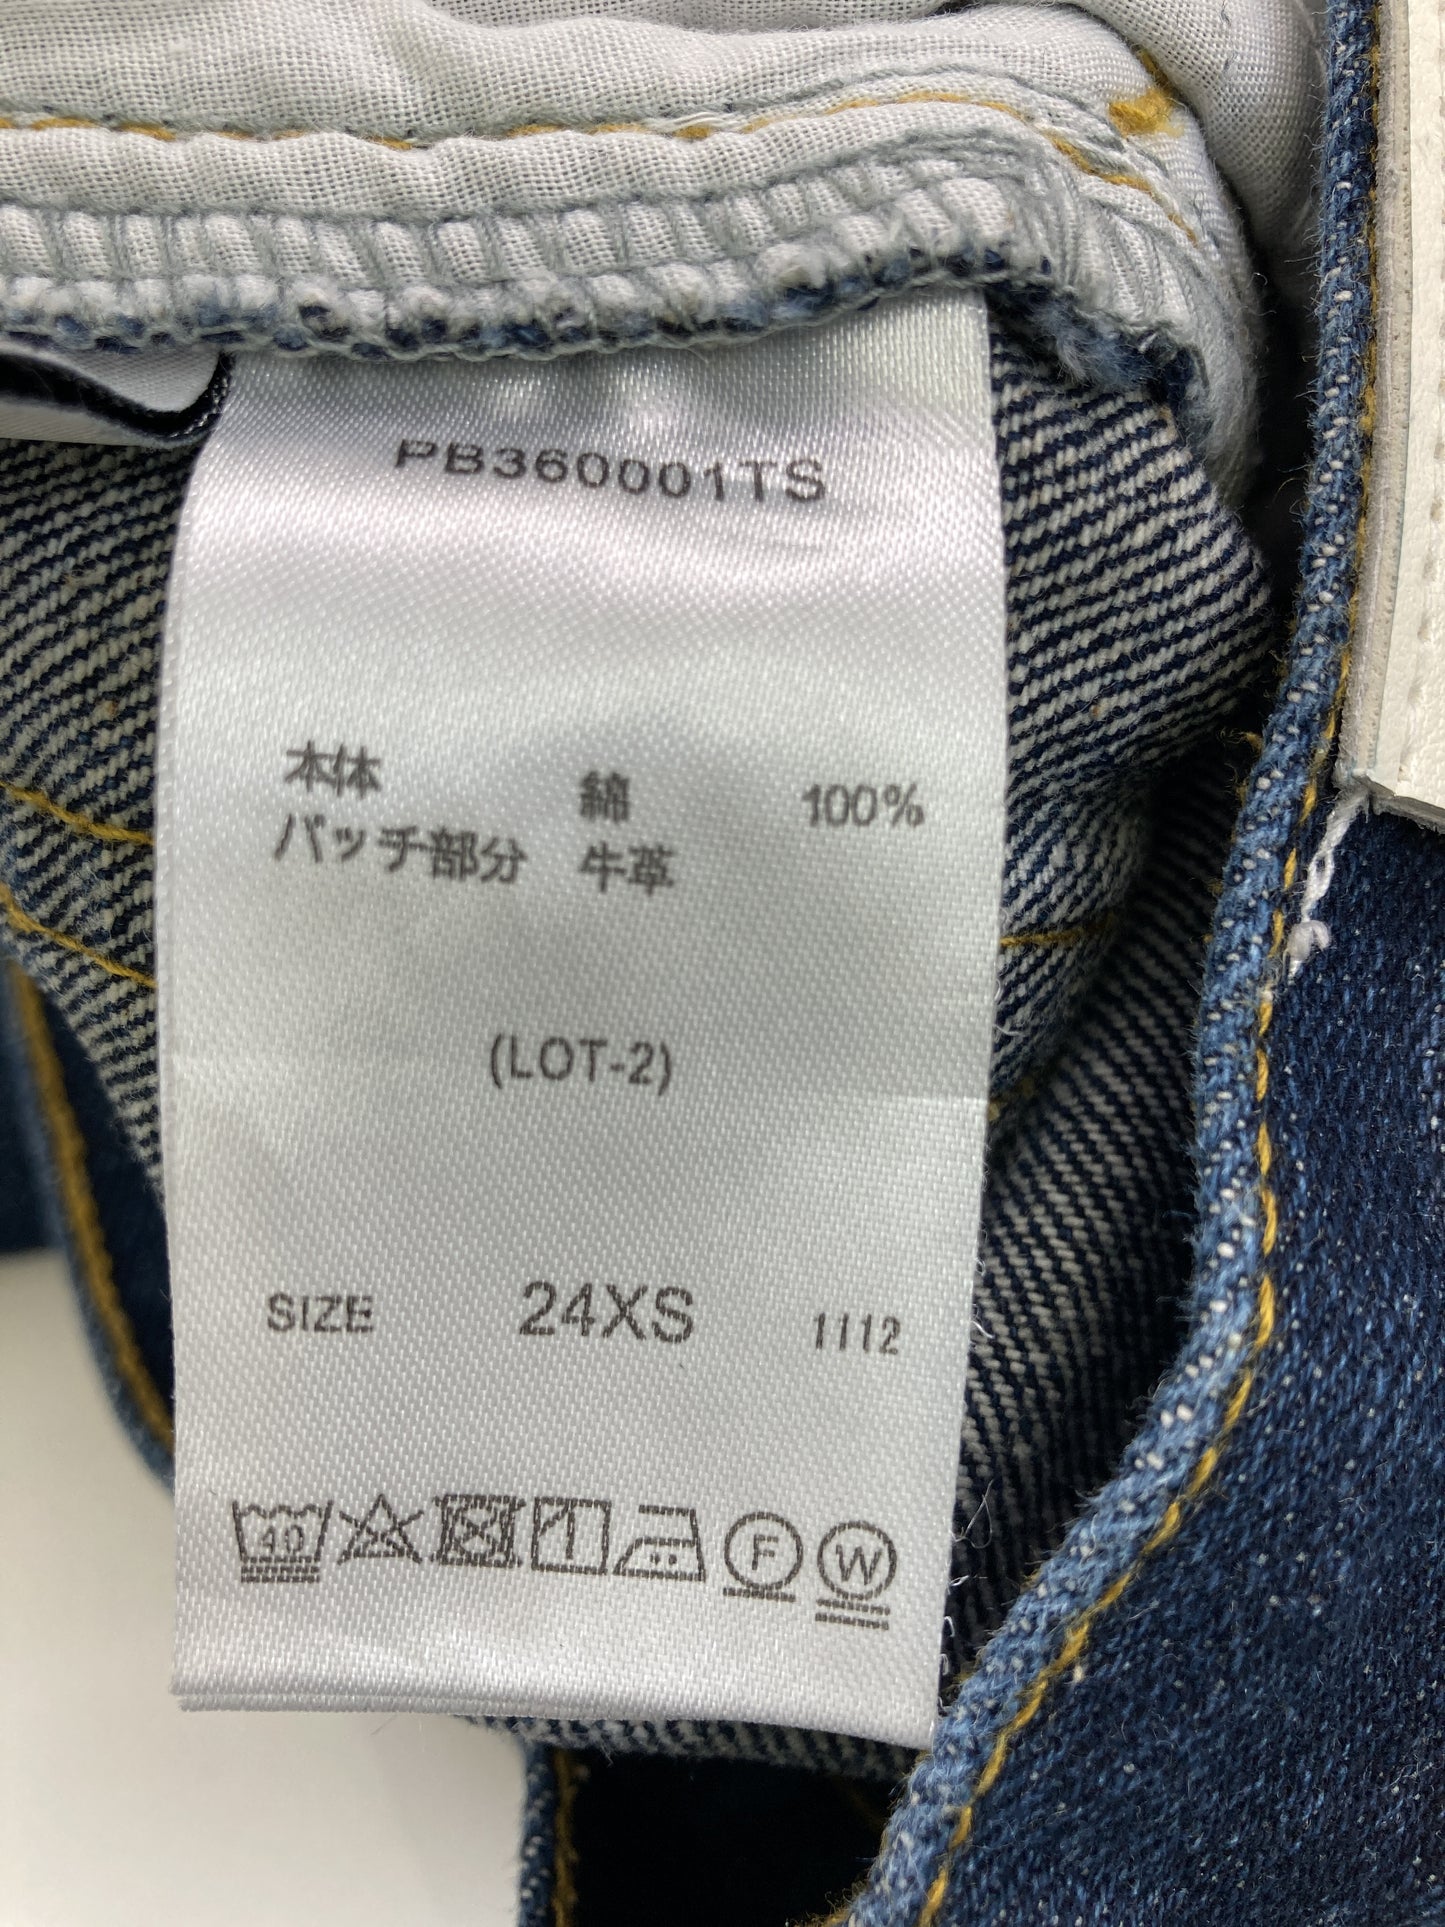 PB360001TS
本体 綿 100%
パッチ部分 牛革
(LOT-2)
SIZE 24XS 1112
40 F W